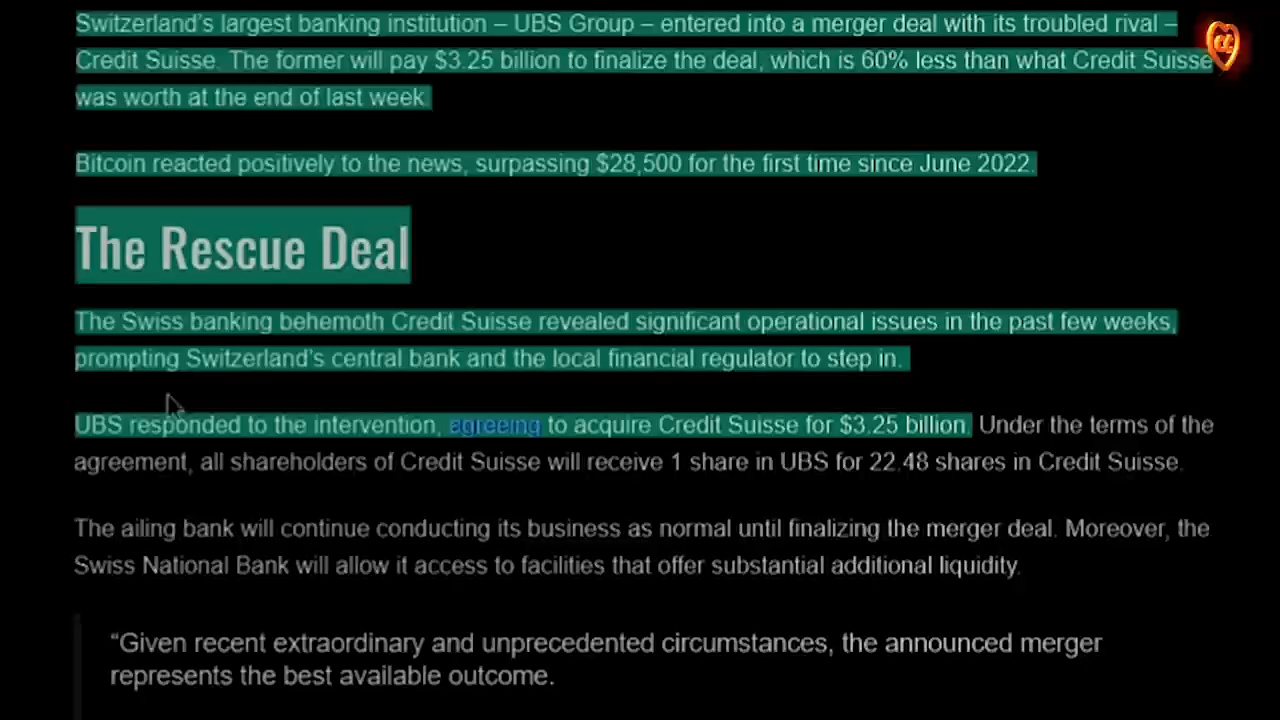 Switzerland's largest banking institution – UBS Group – entered into a merger deal with its troubled rival –
Credit Suisse. The former will pay $3.25 billion to finalize the deal, which is 60% less than what Credit Suisse
was worth at the end of last week.
Bitcoin reacted positively to the news, surpassing $28,500 for the first time since June 2022.
The Rescue Deal
The Swiss banking behemoth Credit Suisse revealed significant operational issues in the past few weeks,
prompting Switzerland's central bank and the local financial regulator to step in.
UBS responded to the intervention, agreeing to acquire Credit Suisse for $3.25 billion. Under the terms of the
agreement, all shareholders of Credit Suisse will receive 1 share in UBS for 22.48 shares in Credit Suisse.
The ailing bank will continue conducting its business as normal until finalizing the merger deal. Moreover, the
Swiss National Bank will allow it access to facilities that offer substantial additional liquidity.
“Given recent extraordinary and unprecedented circumstances, the announced merger
represents the best available outcome.